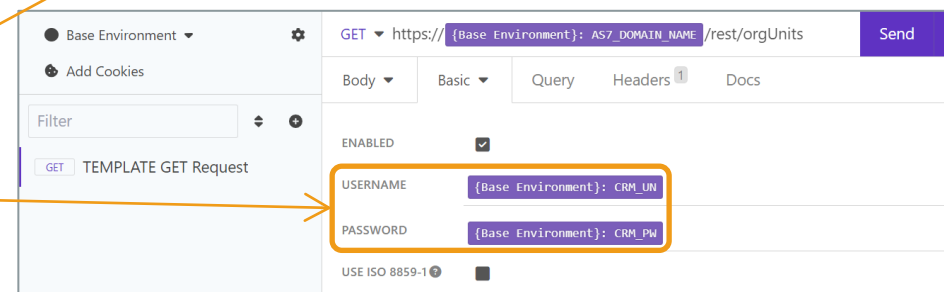 Base Environment
Add Cookies
Filter
GET TEMPLATE GET Request
GET https:// {Base Environment}: AS7_DOMAIN_NAME /rest/orgUnits Send
Body Basic Query Headers 1 Docs
ENABLED
USERNAME {Base Environment}: CRM_UN
PASSWORD {Base Environment}: CRM_PW
USE ISO 8859-1